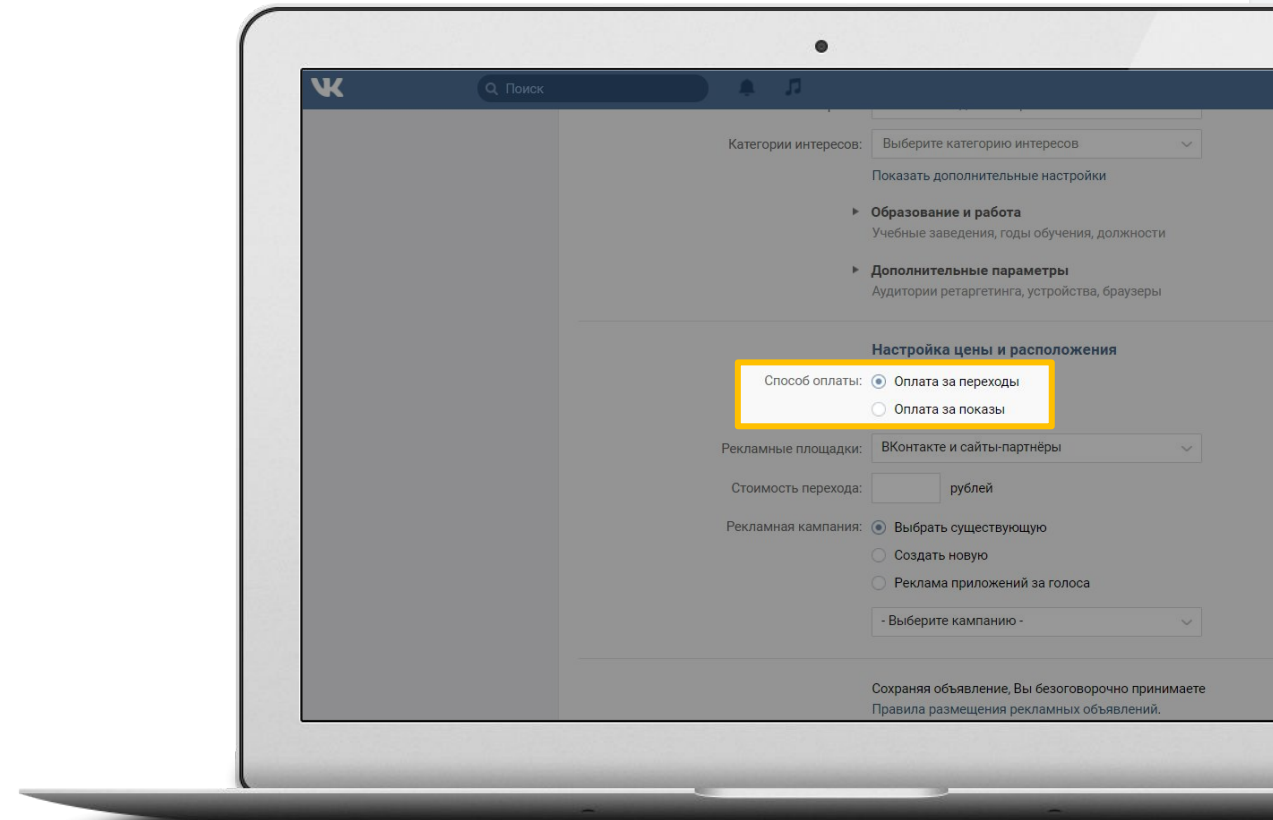 VK
Поиск
Категории интересов: Выберите категорию интересов
Показать дополнительные настройки
Образование и работа
Учебные заведения, годы обучения, должности
Дополнительные параметры
Аудитории ретаргетинга, устройства, браузеры
Настройка цены и расположения
Способ оплаты: Оплата за переходы
Оплата за показы
Рекламные площадки: ВКонтакте и сайты-партнёры
Стоимость перехода: рублей
Рекламная кампания: Выбрать существующую
Создать новую
Реклама приложений за голоса
- Выберите кампанию -
Сохраняя объявление, Вы безоговорочно принимаете
Правила размещения рекламных объявлений.